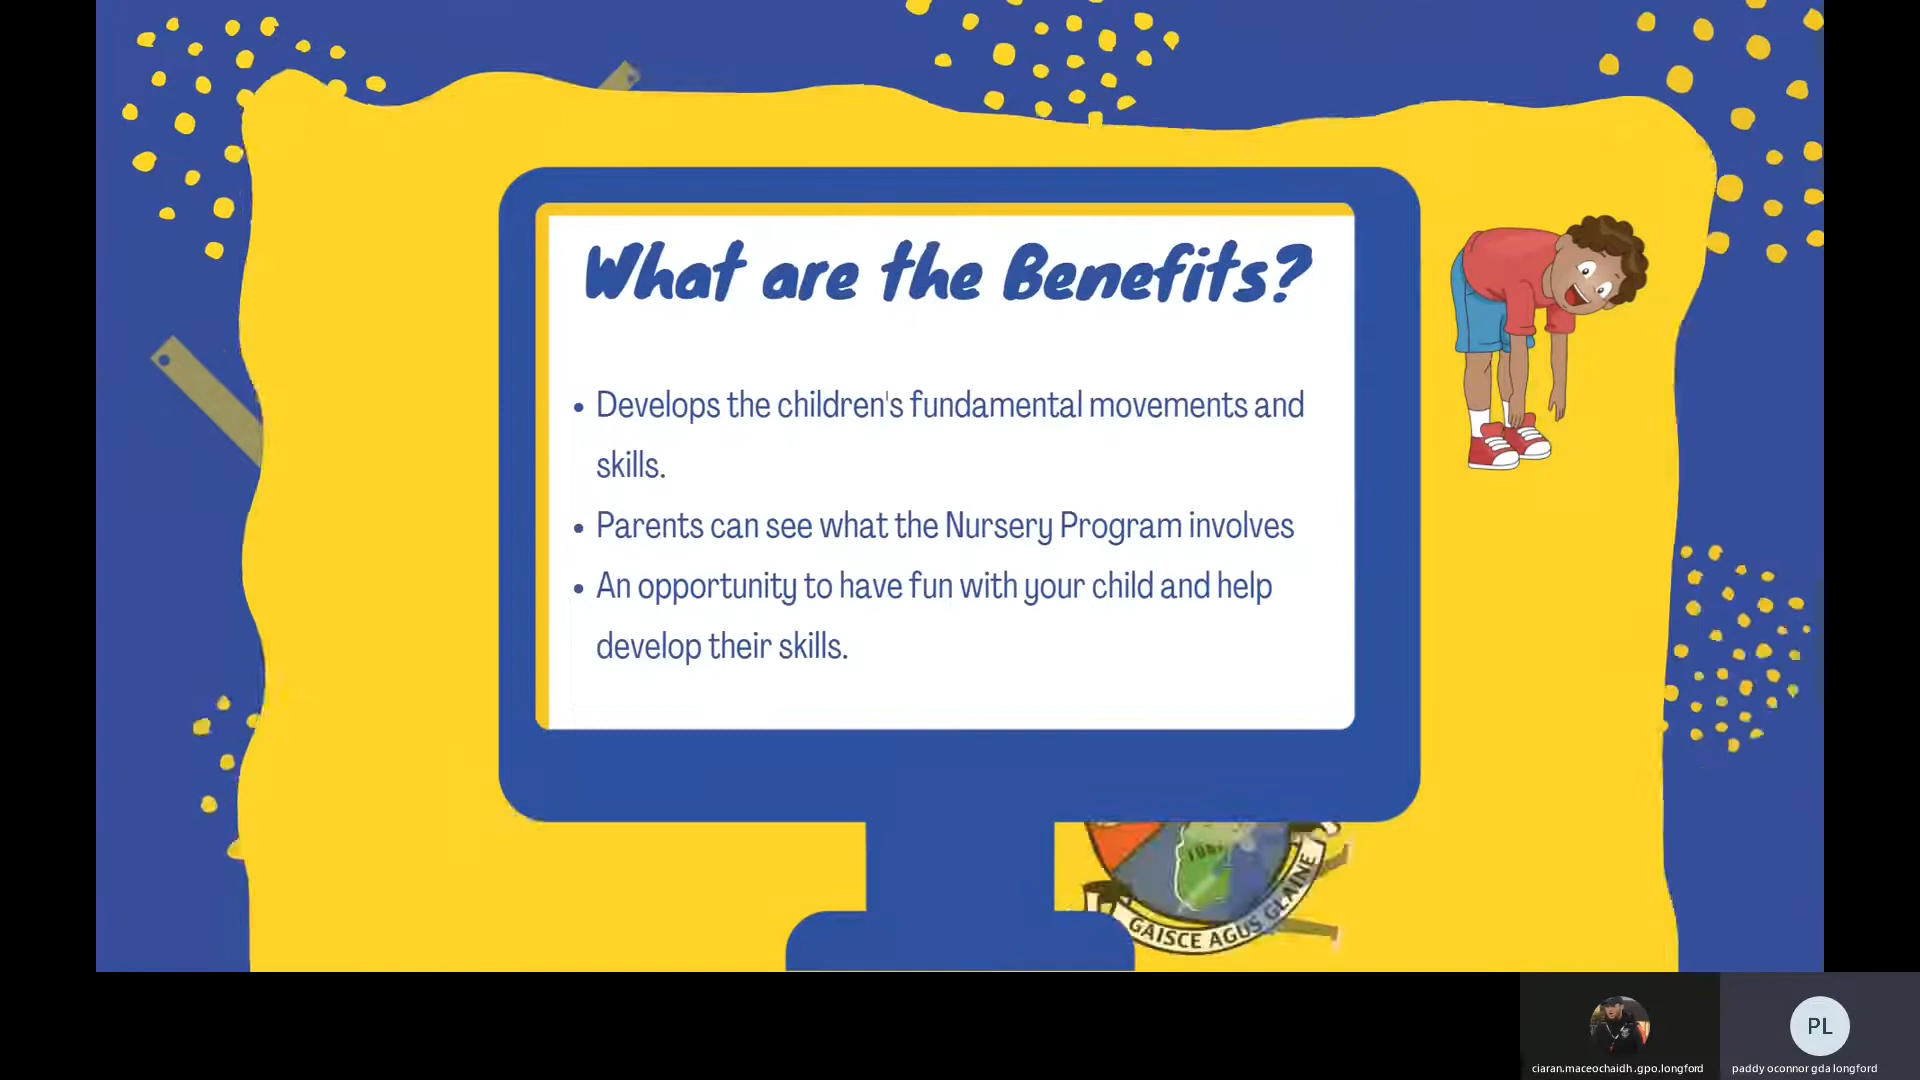 What are the Benefits?
• Develops the children's fundamental movements and
skills.
• Parents can see what the Nursery Program involves
• An opportunity to have fun with your child and help
develop their skills.
GAISCE AGUS GLAINE
PL
ciaran.maceochaidh.gpo.longford
paddy oconnor gda longford